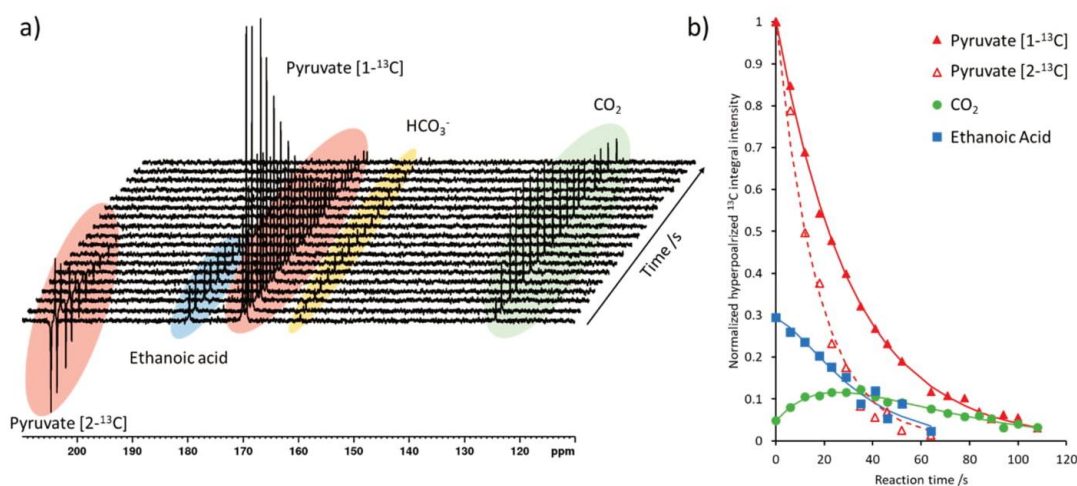 a)
Pyruvate [1-¹³C]
HCO₃⁻
CO₂
Time /s
Ethanoic acid
Pyruvate [2-¹³C]
200 180 170 160 150 140 130 120 ppm
b)
Normalized hyperpoalrized ¹³C integral intensity
1
0.9
0.8
0.7
0.6
0.5
0.4
0.3
0.2
0.1
0
Pyruvate [1-¹³C]
Pyruvate [2-¹³C]
CO₂
Ethanoic Acid
0 20 40 60 80 100 120
Reaction time /s